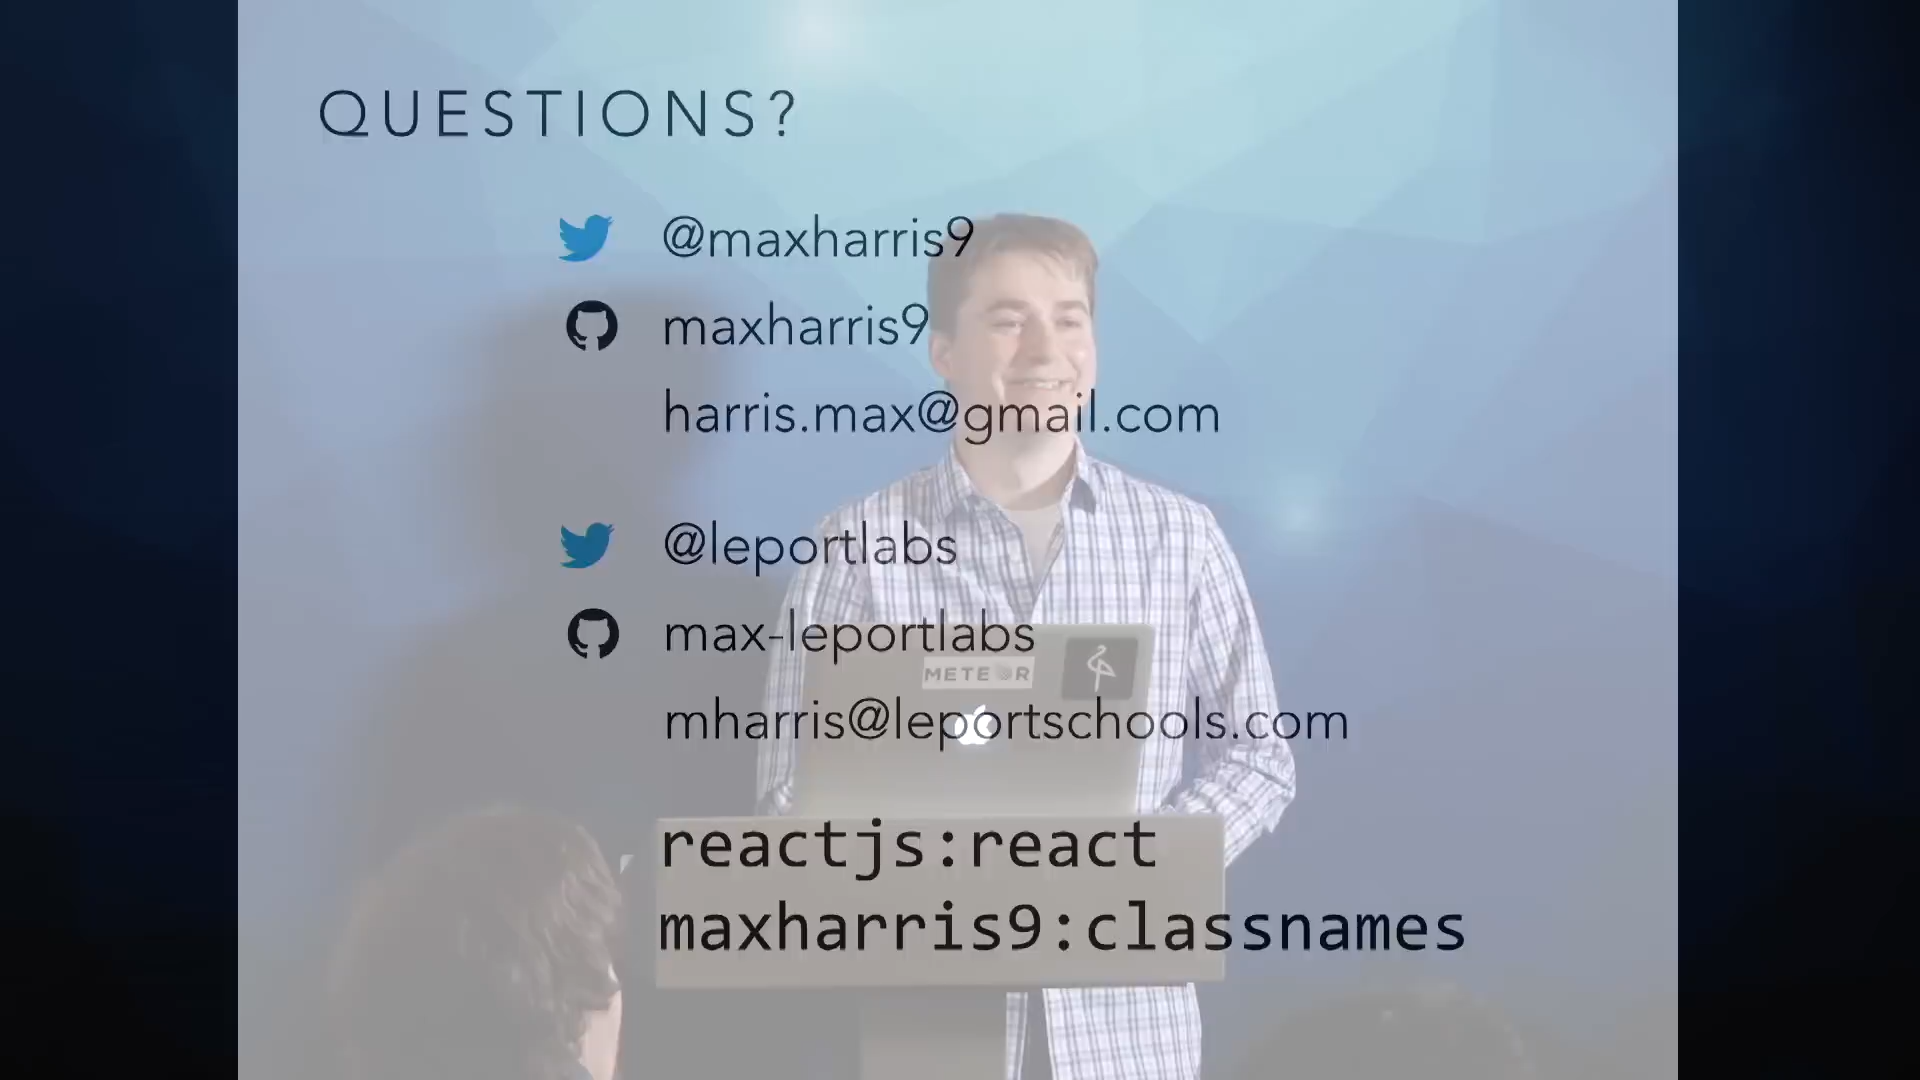 QUESTIONS?
@maxharris9
maxharris9
harris.max@gmail.com
@leportlabs
max-leportlabs
METEOR
mharris@leportschools.com
reactjs:react
maxharris9:classnames